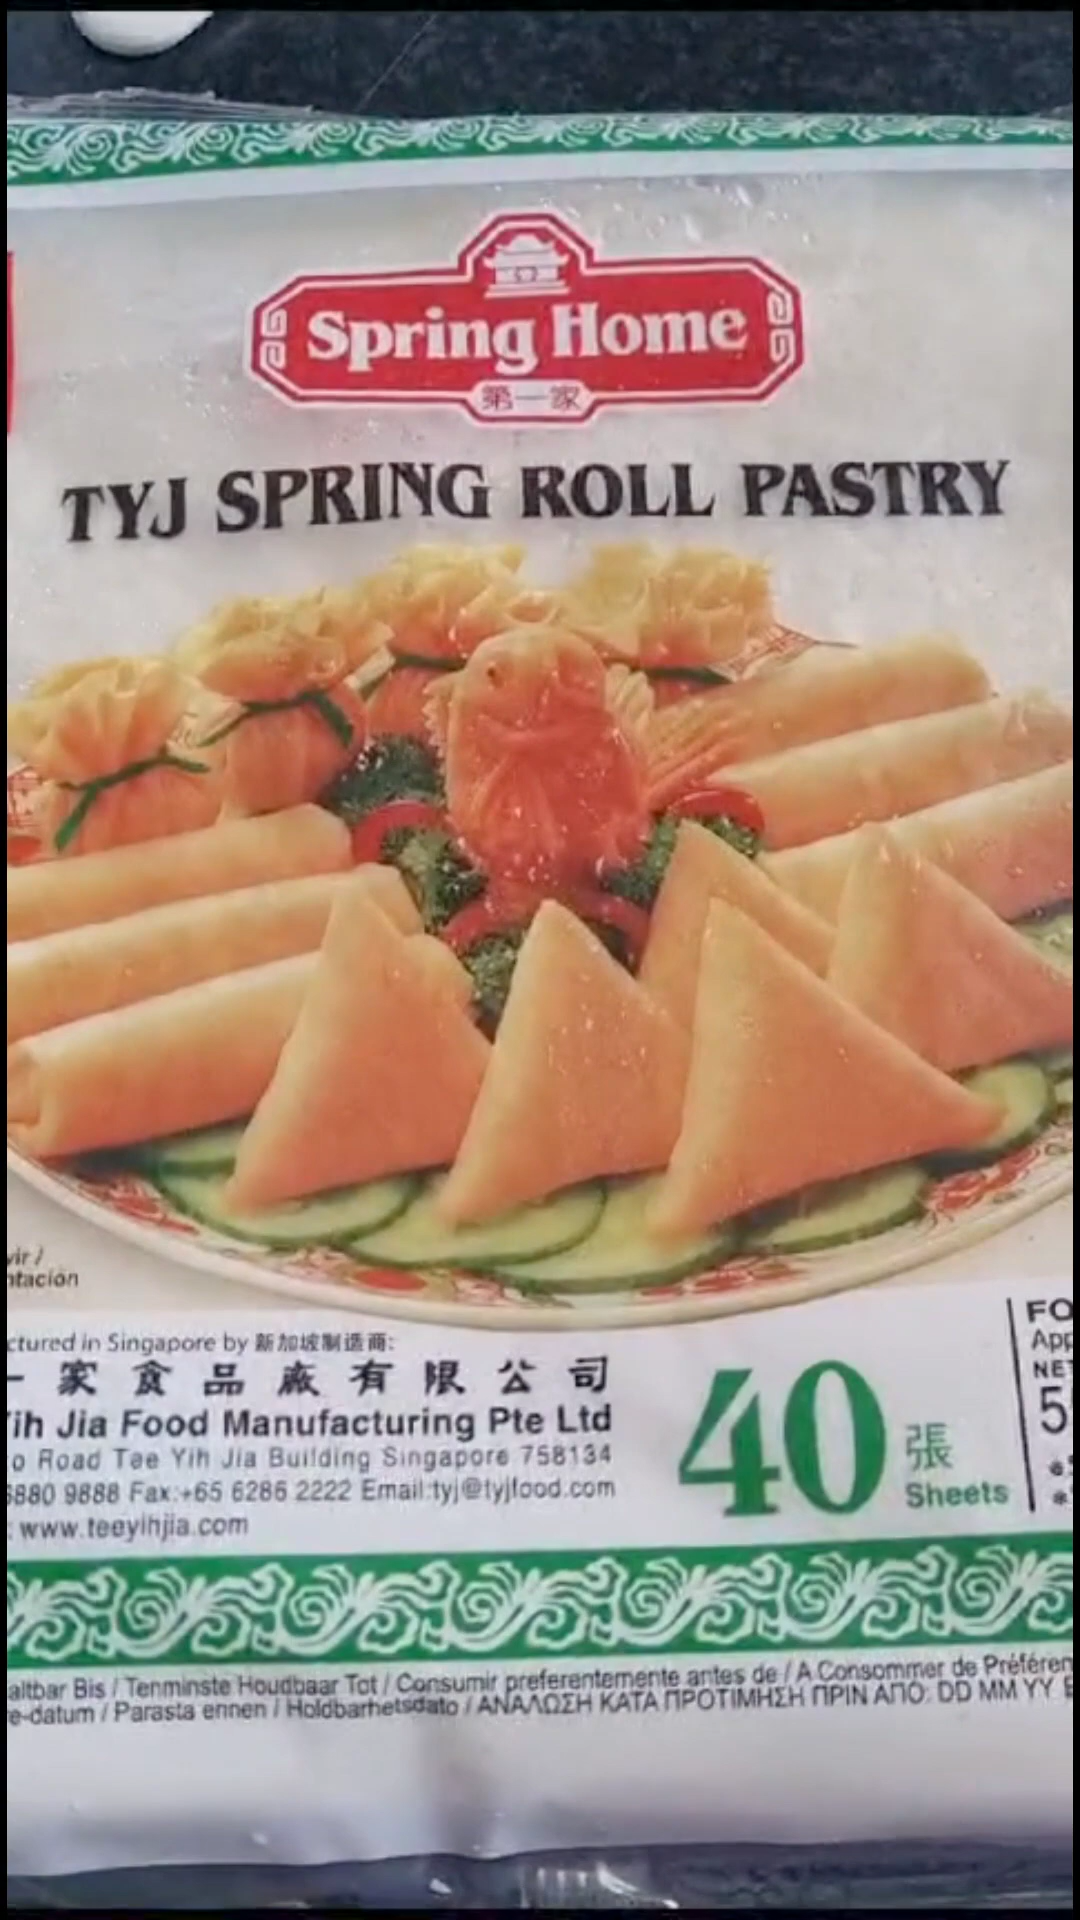 Spring Home
第一家
TYJ SPRING ROLL PASTRY
vir /
ntación
ctured in Singapore by 新加坡制造商:
一家食品廠有限公司
Yih Jia Food Manufacturing Pte Ltd
o Road Tee Yih Jia Building Singapore 758134
6880 9888 Fax:+65 6286 2222 Email:tyj@tyjfood.com
: www.teeyihjia.com
40 張
Sheets
FO
App
NET
5
altbar Bis / Tenminste Houdbaar Tot / Consumir preferentemente antes de / A Consommer de Préféren
e-datum / Parasta ennen / Holdbarhetsdato / ΑΝΑΛΩΣΗ ΚΑΤΑ ΠΡΟΤΙΜΗΣΗ ΠΡΙΝ ΑΠΟ: DD MM YY